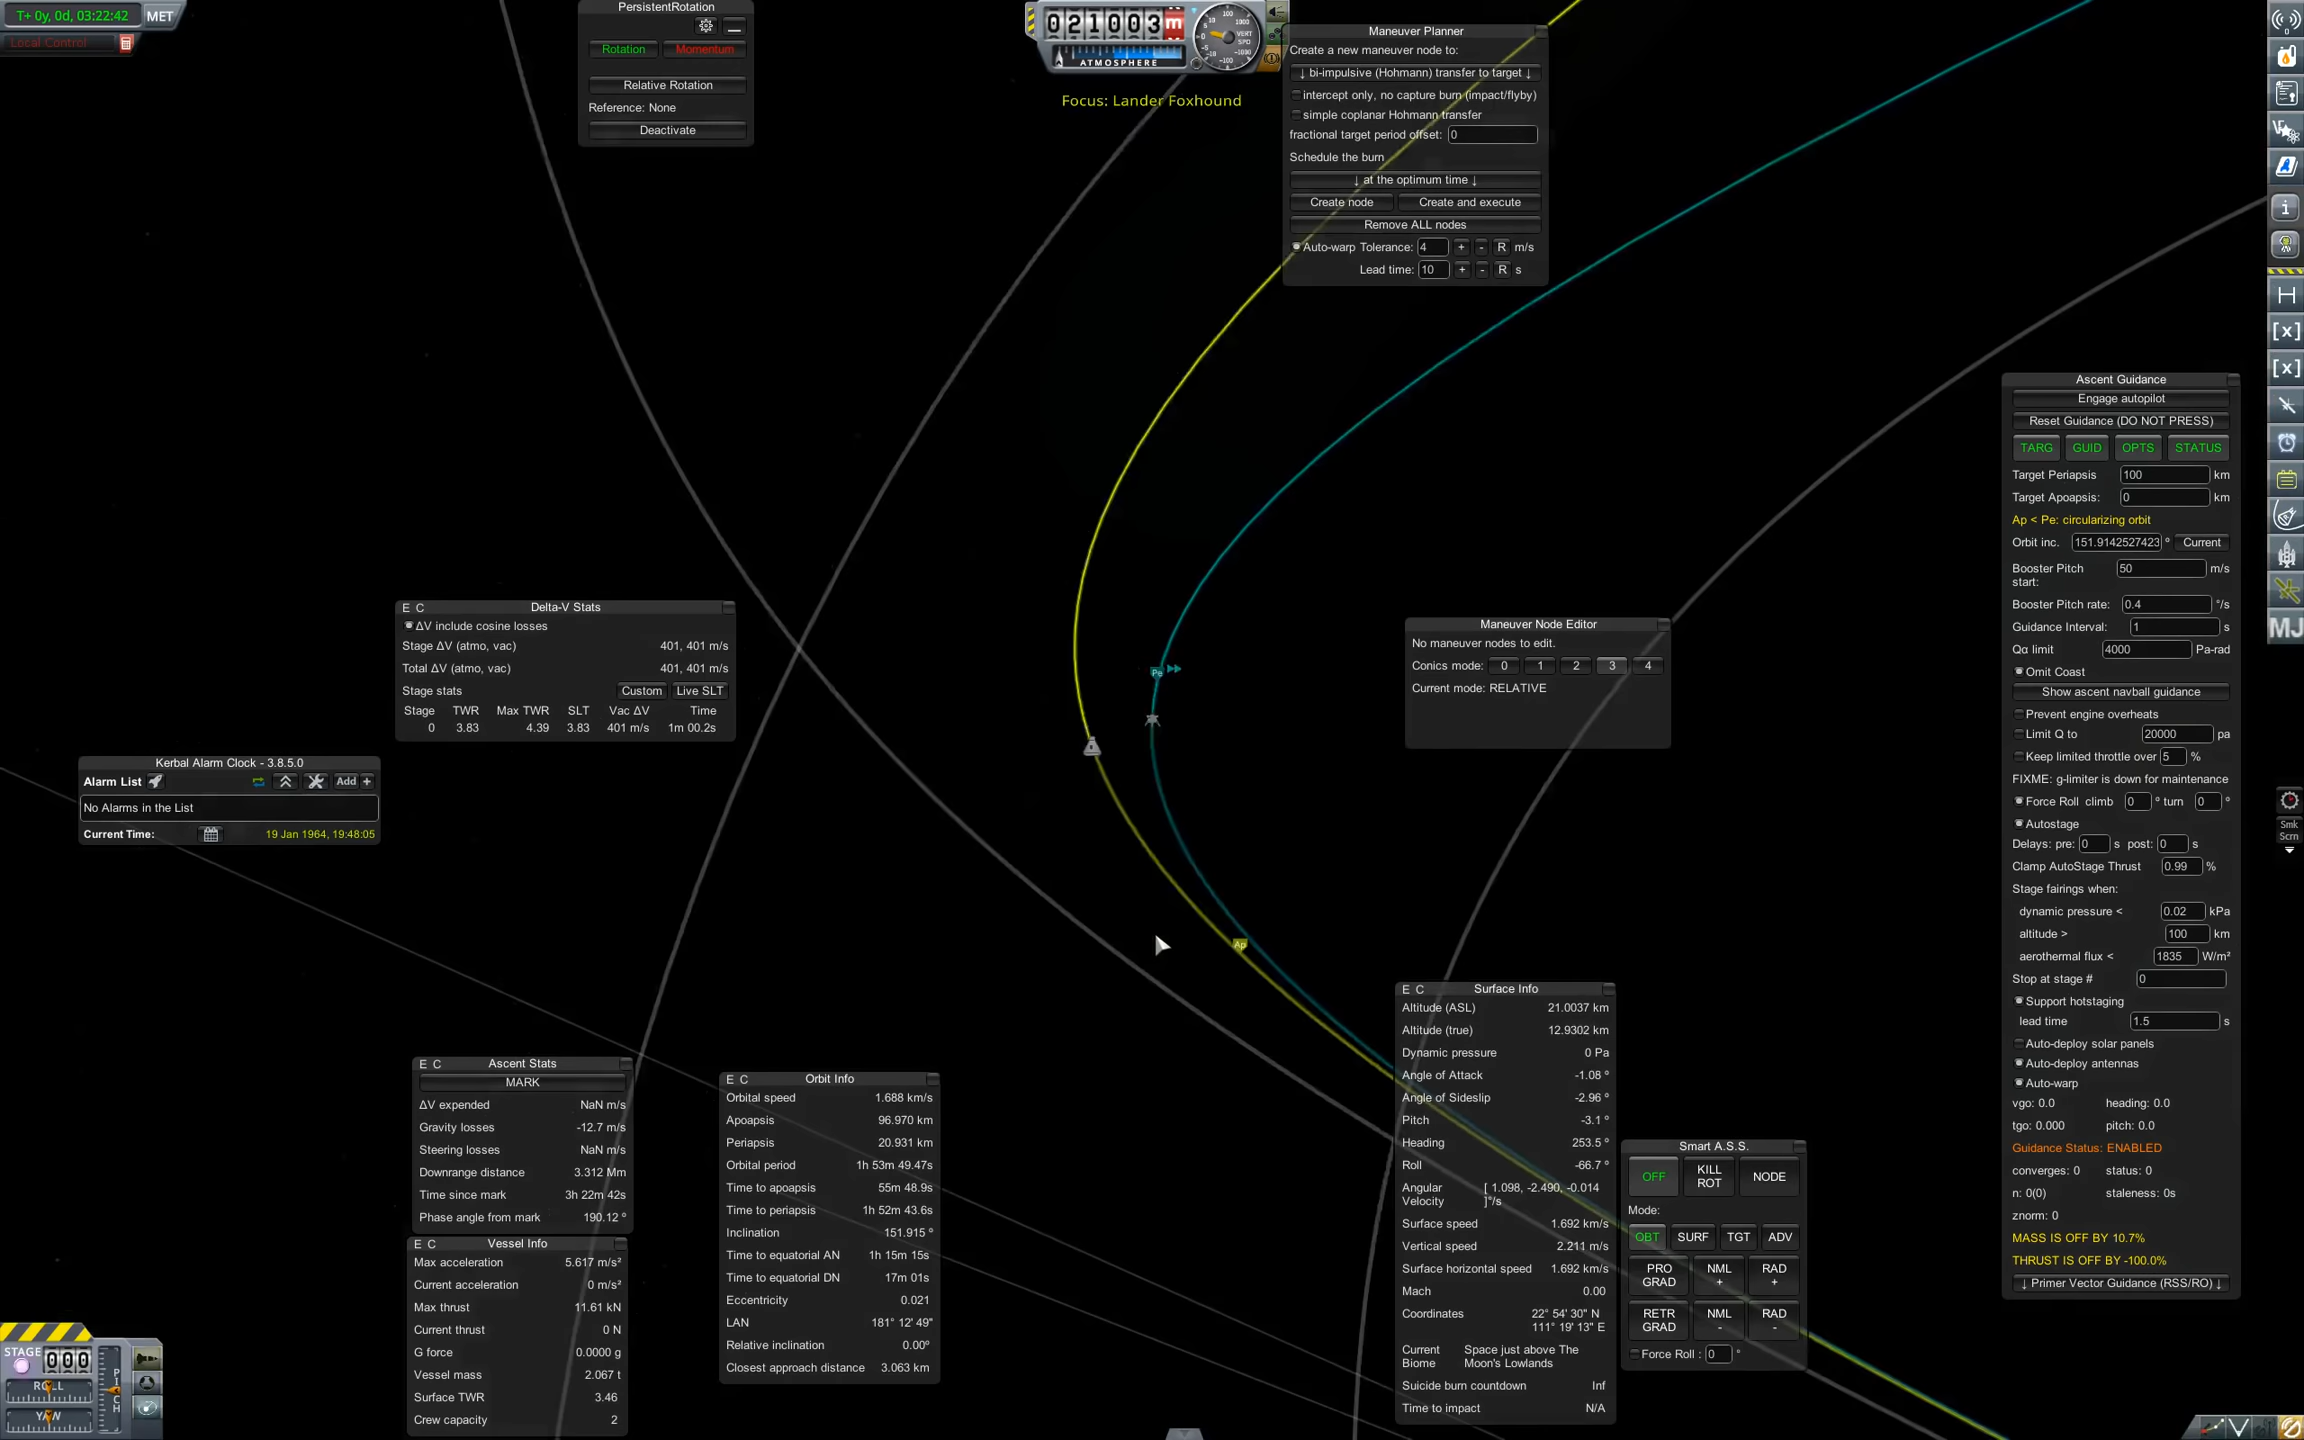 T+ 0y, 0d, 03:22:42 MET
Local Control
PersistentRotation
Rotation Momentum
Relative Rotation
Reference: None
Deactivate
021003m
ATMOSPHERE
VERT SPD
Focus: Lander Foxhound
Maneuver Planner
Create a new maneuver node to:
↓ bi-impulsive (Hohmann) transfer to target ↓
intercept only, no capture burn (impact/flyby)
simple coplanar Hohmann transfer
fractional target period offset: 0
Schedule the burn
↓ at the optimum time ↓
Create node Create and execute
Remove ALL nodes
Auto-warp Tolerance: 4 + - R m/s
Lead time: 10 + - R s
Ascent Guidance
Engage autopilot
Reset Guidance (DO NOT PRESS)
TARG GUID OPTS STATUS
Target Periapsis 100 km
Target Apoapsis: 0 km
Ap < Pe: circularizing orbit
Orbit inc. 151.9142527423 ° Current
Booster Pitch start: 50 m/s
Booster Pitch rate: 0.4 °/s
Guidance Interval: 1 s
Qα limit 4000 Pa-rad
Omit Coast
Show ascent navball guidance
Prevent engine overheats
Limit Q to 20000 pa
Keep limited throttle over 5 %
FIXME: g-limiter is down for maintenance
Force Roll climb 0 ° turn 0 °
Autostage
Delays: pre: 0 s post: 0 s
Clamp AutoStage Thrust 0.99 %
Stage fairings when:
dynamic pressure < 0.02 kPa
altitude > 100 km
aerothermal flux < 1835 W/m²
Stop at stage # 0
Support hotstaging
lead time 1.5 s
Auto-deploy solar panels
Auto-deploy antennas
Auto-warp
vgo: 0.0 heading: 0.0
tgo: 0.000 pitch: 0.0
Guidance Status: ENABLED
converges: 0 status: 0
n: 0(0) staleness: 0s
znorm: 0
MASS IS OFF BY 10.7%
THRUST IS OFF BY -100.0%
↓ Primer Vector Guidance (RSS/RO) ↓
E C Delta-V Stats
ΔV include cosine losses
Stage ΔV (atmo, vac) 401, 401 m/s
Total ΔV (atmo, vac) 401, 401 m/s
Stage stats Custom Live SLT
Stage TWR Max TWR SLT Vac ΔV Time
0 3.83 4.39 3.83 401 m/s 1m 00.2s
Maneuver Node Editor
No maneuver nodes to edit.
Conics mode: 0 1 2 3 4
Current mode: RELATIVE
Pe
Ap
Kerbal Alarm Clock - 3.8.5.0
Alarm List Add +
No Alarms in the List
Current Time: 19 Jan 1964, 19:48:05
E C Ascent Stats
MARK
ΔV expended NaN m/s
Gravity losses -12.7 m/s
Steering losses NaN m/s
Downrange distance 3.312 Mm
Time since mark 3h 22m 42s
Phase angle from mark 190.12 °
E C Vessel Info
Max acceleration 5.617 m/s²
Current acceleration 0 m/s²
Max thrust 11.61 kN
Current thrust 0 N
G force 0.0000 g
Vessel mass 2.067 t
Surface TWR 3.46
Crew capacity 2
E C Orbit Info
Orbital speed 1.688 km/s
Apoapsis 96.970 km
Periapsis 20.931 km
Orbital period 1h 53m 49.47s
Time to apoapsis 55m 48.9s
Time to periapsis 1h 52m 43.6s
Inclination 151.915 °
Time to equatorial AN 1h 15m 15s
Time to equatorial DN 17m 01s
Eccentricity 0.021
LAN 181° 12' 49"
Relative inclination 0.00º
Closest approach distance 3.063 km
E C Surface Info
Altitude (ASL) 21.0037 km
Altitude (true) 12.9302 km
Dynamic pressure 0 Pa
Angle of Attack -1.08 °
Angle of Sideslip -2.96 °
Pitch -3.1 °
Heading 253.5 °
Roll -66.7 °
Angular Velocity [ 1.098, -2.490, -0.014 ]°/s
Surface speed 1.692 km/s
Vertical speed 2.211 m/s
Surface horizontal speed 1.692 km/s
Mach 0.00
Coordinates 22° 54' 30" N
111° 19' 13" E
Current Biome Space just above The Moon's Lowlands
Suicide burn countdown Inf
Time to impact N/A
Smart A.S.S.
OFF KILL ROT NODE
Mode:
OBT SURF TGT ADV
PRO GRAD NML + RAD +
RETR GRAD NML - RAD -
Force Roll : 0 °
STAGE 000
ROLL
YAW
PITCH
MJ
Smk Scrn